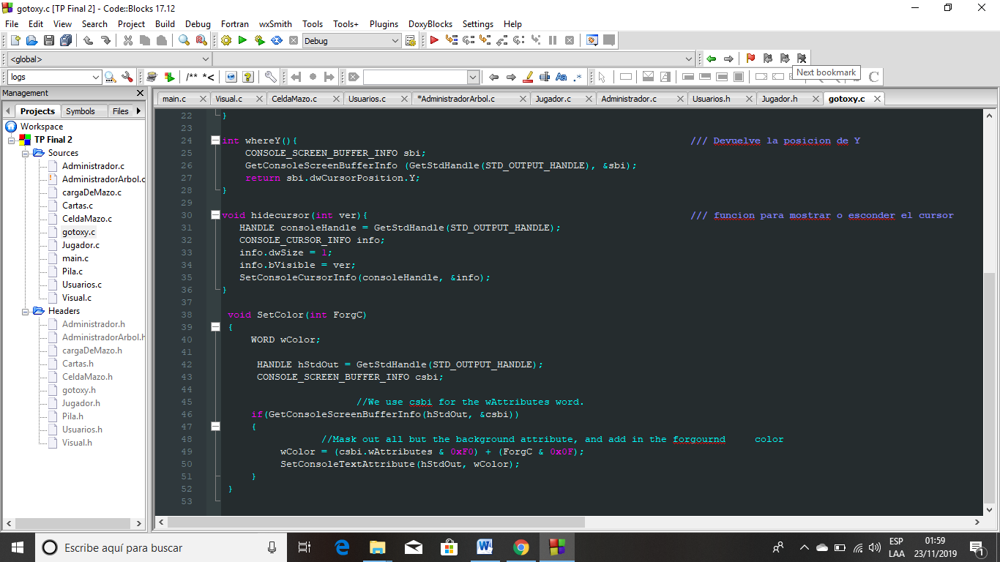 gotoxy.c [TP Final 2] - Code::Blocks 17.12
File Edit View Search Project Build Debug Fortran wxSmith Tools Tools+ Plugins DoxyBlocks Settings Help
Debug
<global>
logs
/** *<
Aa .*
C
Next bookmark
Management
Projects Symbols Files
Workspace
TP Final 2
Sources
Administrador.c
AdministradorArbol.c
cargaDeMazo.c
Cartas.c
CeldaMazo.c
gotoxy.c
Jugador.c
main.c
Pila.c
Usuarios.c
Visual.c
Headers
Administrador.h
AdministradorArbol.h
cargaDeMazo.h
Cartas.h
CeldaMazo.h
gotoxy.h
Jugador.h
Pila.h
Usuarios.h
Visual.h
main.c Visual.c CeldaMazo.c Usuarios.c *AdministradorArbol.c Jugador.c Administrador.c Usuarios.h Jugador.h gotoxy.c
22 }
23
24 int whereY(){ /// Devuelve la posicion de Y
25 CONSOLE_SCREEN_BUFFER_INFO sbi;
26 GetConsoleScreenBufferInfo (GetStdHandle(STD_OUTPUT_HANDLE), &sbi);
27 return sbi.dwCursorPosition.Y;
28 }
29
30 void hidecursor(int ver){ /// funcion para mostrar o esconder el cursor
31 HANDLE consoleHandle = GetStdHandle(STD_OUTPUT_HANDLE);
32 CONSOLE_CURSOR_INFO info;
33 info.dwSize = 1;
34 info.bVisible = ver;
35 SetConsoleCursorInfo(consoleHandle, &info);
36 }
37
38 void SetColor(int ForgC)
39 {
40 WORD wColor;
41
42 HANDLE hStdOut = GetStdHandle(STD_OUTPUT_HANDLE);
43 CONSOLE_SCREEN_BUFFER_INFO csbi;
44
45 //We use csbi for the wAttributes word.
46 if(GetConsoleScreenBufferInfo(hStdOut, &csbi))
47 {
48 //Mask out all but the background attribute, and add in the forgournd color
49 wColor = (csbi.wAttributes & 0xF0) + (ForgC & 0x0F);
50 SetConsoleTextAttribute(hStdOut, wColor);
51 }
52 }
53
Escribe aquí para buscar
ESP
LAA
01:59
23/11/2019
1